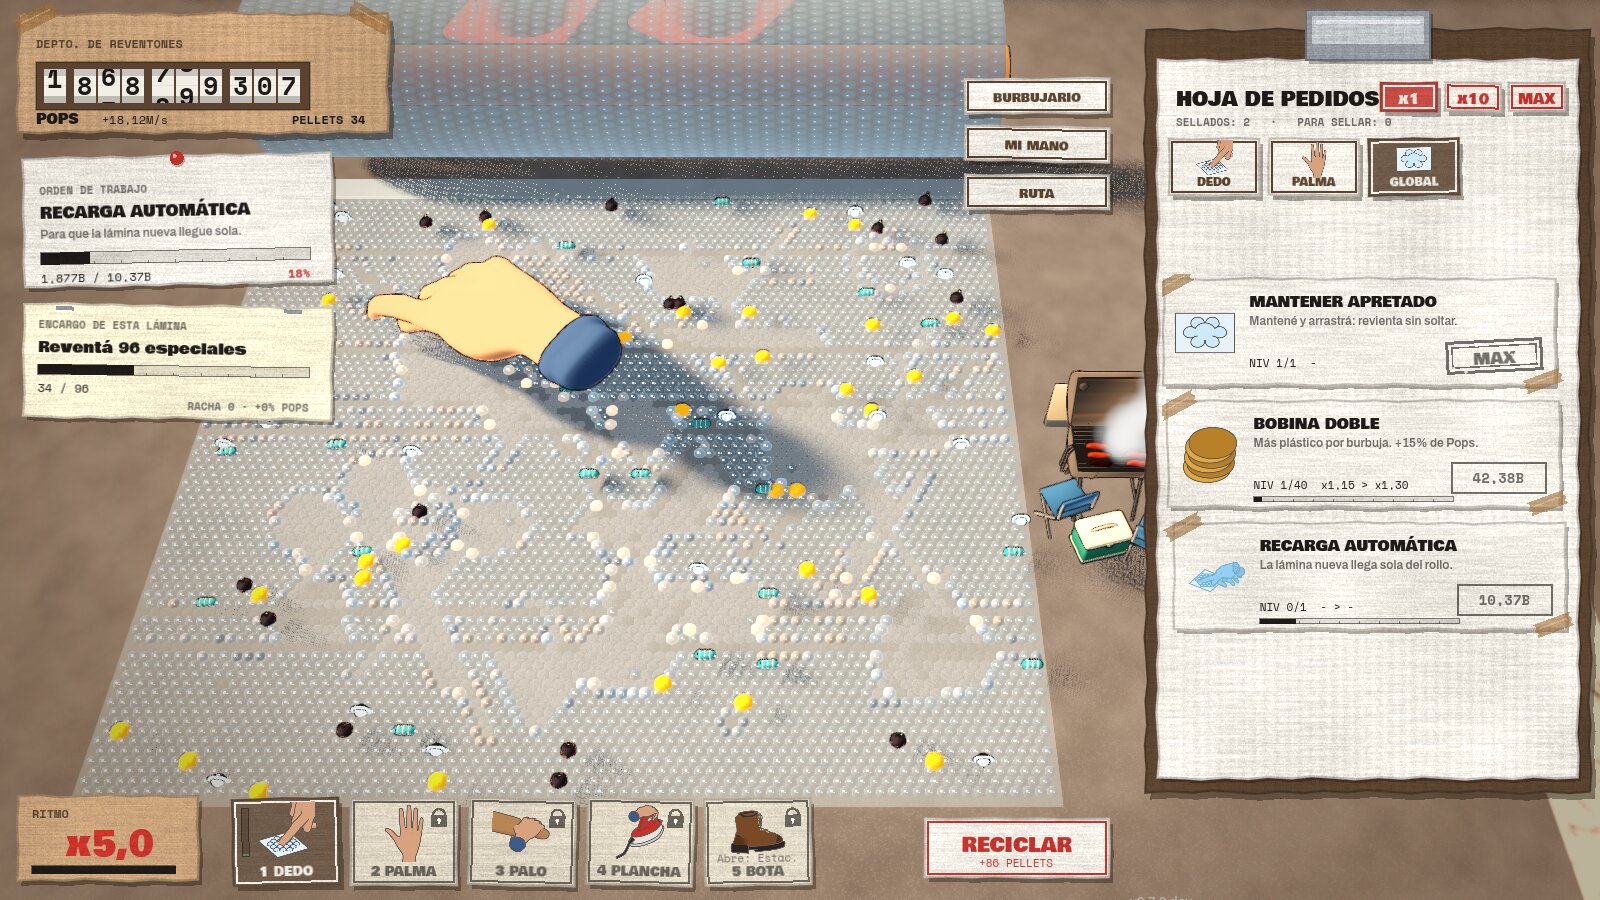 DEPTO. DE REVENTONES
POPS +18,12M/s PELLETS 34
ORDEN DE TRABAJO
RECARGA AUTOMÁTICA
Para que la lámina nueva llegue sola.
1,877B / 10,37B 18%
ENCARGO DE ESTA LÁMINA
Reventá 96 especiales
34 / 96
RACHA 0 · +0% POPS
BURBUJARIO
MI MANO
RUTA
HOJA DE PEDIDOS x1 x10 MAX
SELLADOS: 2 · PARA SELLAR: 0
DEDO PALMA GLOBAL
MANTENER APRETADO
Mantené y arrastrá: revienta sin soltar.
NIV 1/1 - MAX
BOBINA DOBLE
Más plástico por burbuja. +15% de Pops.
NIV 1/40 x1,15 > x1,30 42,38B
RECARGA AUTOMÁTICA
La lámina nueva llega sola del rollo.
NIV 0/1 - > - 10,37B
RITMO
x5,0
1 DEDO
2 PALMA
3 PALO
4 PLANCHA
Abre: Estac.
5 BOTA
RECICLAR
+86 PELLETS